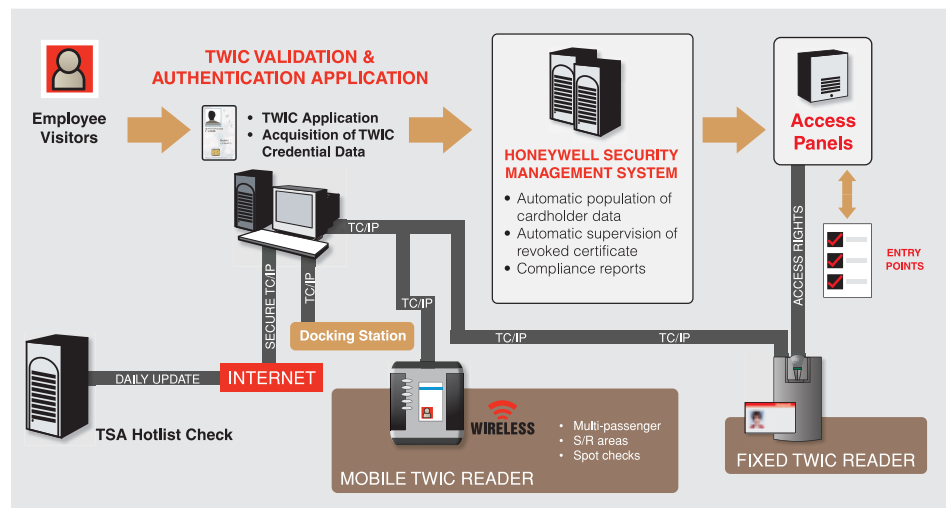 TWIC VALIDATION &
AUTHENTICATION APPLICATION
Employee
Visitors
• TWIC Application
• Acquisition of TWIC
Credential Data
HONEYWELL SECURITY
MANAGEMENT SYSTEM
• Automatic population of
cardholder data
• Automatic supervision of
revoked certificate
• Compliance reports
Access
Panels
ACCESS RIGHTS
ENTRY
POINTS
TC/IP
SECURE TC/IP
TC/IP
TC/IP
Docking Station
TC/IP
TC/IP
DAILY UPDATE
INTERNET
TSA Hotlist Check
WIRELESS
• Multi-passenger
• S/R areas
• Spot checks
MOBILE TWIC READER
FIXED TWIC READER